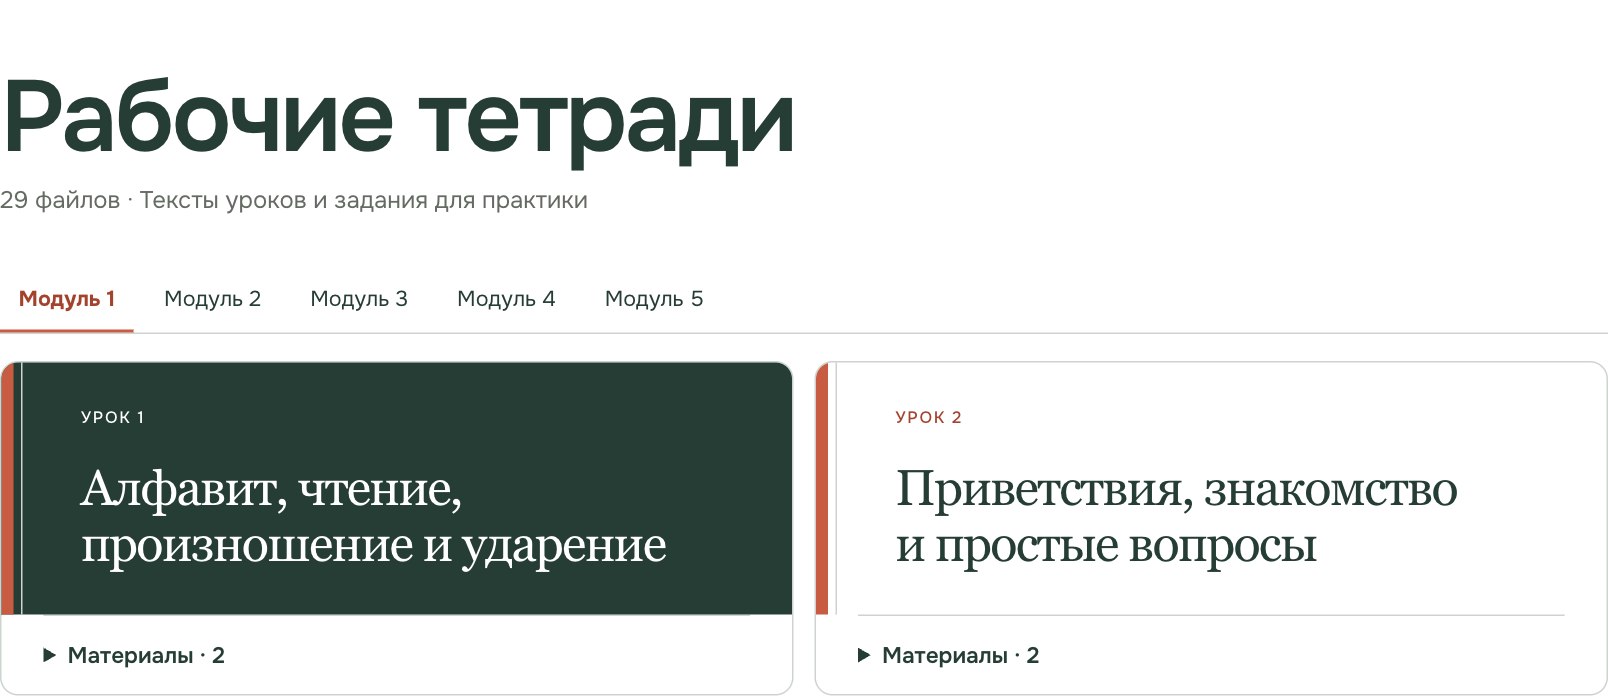 Рабочие тетради
29 файлов · Тексты уроков и задания для практики
Модуль 1 Модуль 2 Модуль 3 Модуль 4 Модуль 5
УРОК 1
Алфавит, чтение,
произношение и ударение
Материалы · 2
УРОК 2
Приветствия, знакомство
и простые вопросы
Материалы · 2